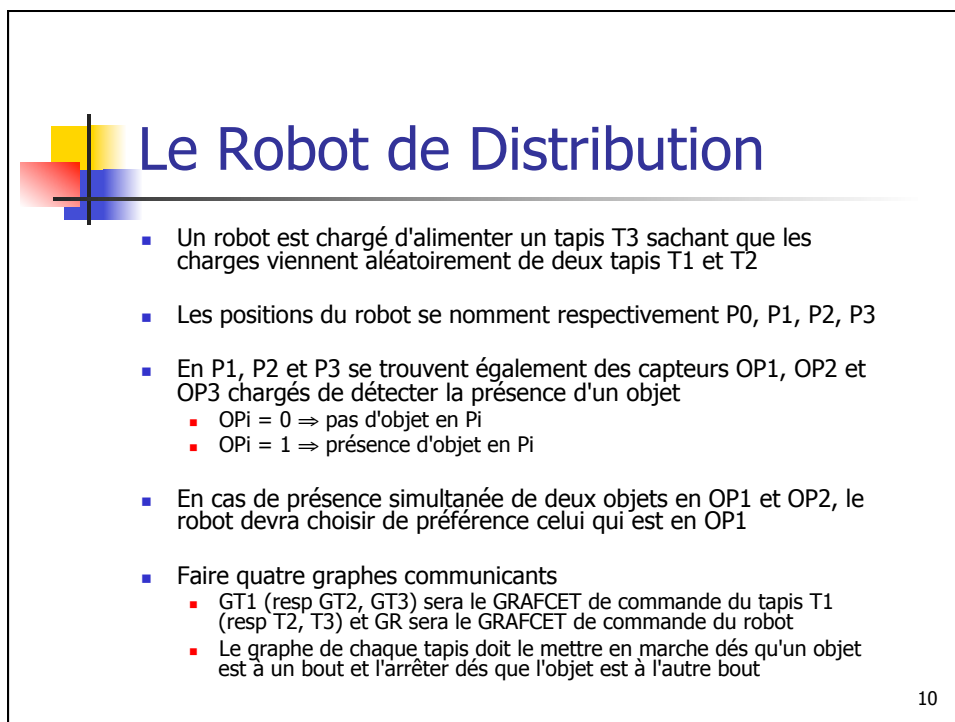 Le Robot de Distribution
Un robot est chargé d'alimenter un tapis T3 sachant que les
charges viennent aléatoirement de deux tapis T1 et T2
Les positions du robot se nomment respectivement P0, P1, P2, P3
En P1, P2 et P3 se trouvent également des capteurs OP1, OP2 et
OP3 chargés de détecter la présence d'un objet
OPi = 0 ⇒ pas d'objet en Pi
OPi = 1 ⇒ présence d'objet en Pi
En cas de présence simultanée de deux objets en OP1 et OP2, le
robot devra choisir de préférence celui qui est en OP1
Faire quatre graphes communicants
GT1 (resp GT2, GT3) sera le GRAFCET de commande du tapis T1
(resp T2, T3) et GR sera le GRAFCET de commande du robot
Le graphe de chaque tapis doit le mettre en marche dés qu'un objet
est à un bout et l'arrêter dés que l'objet est à l'autre bout
10